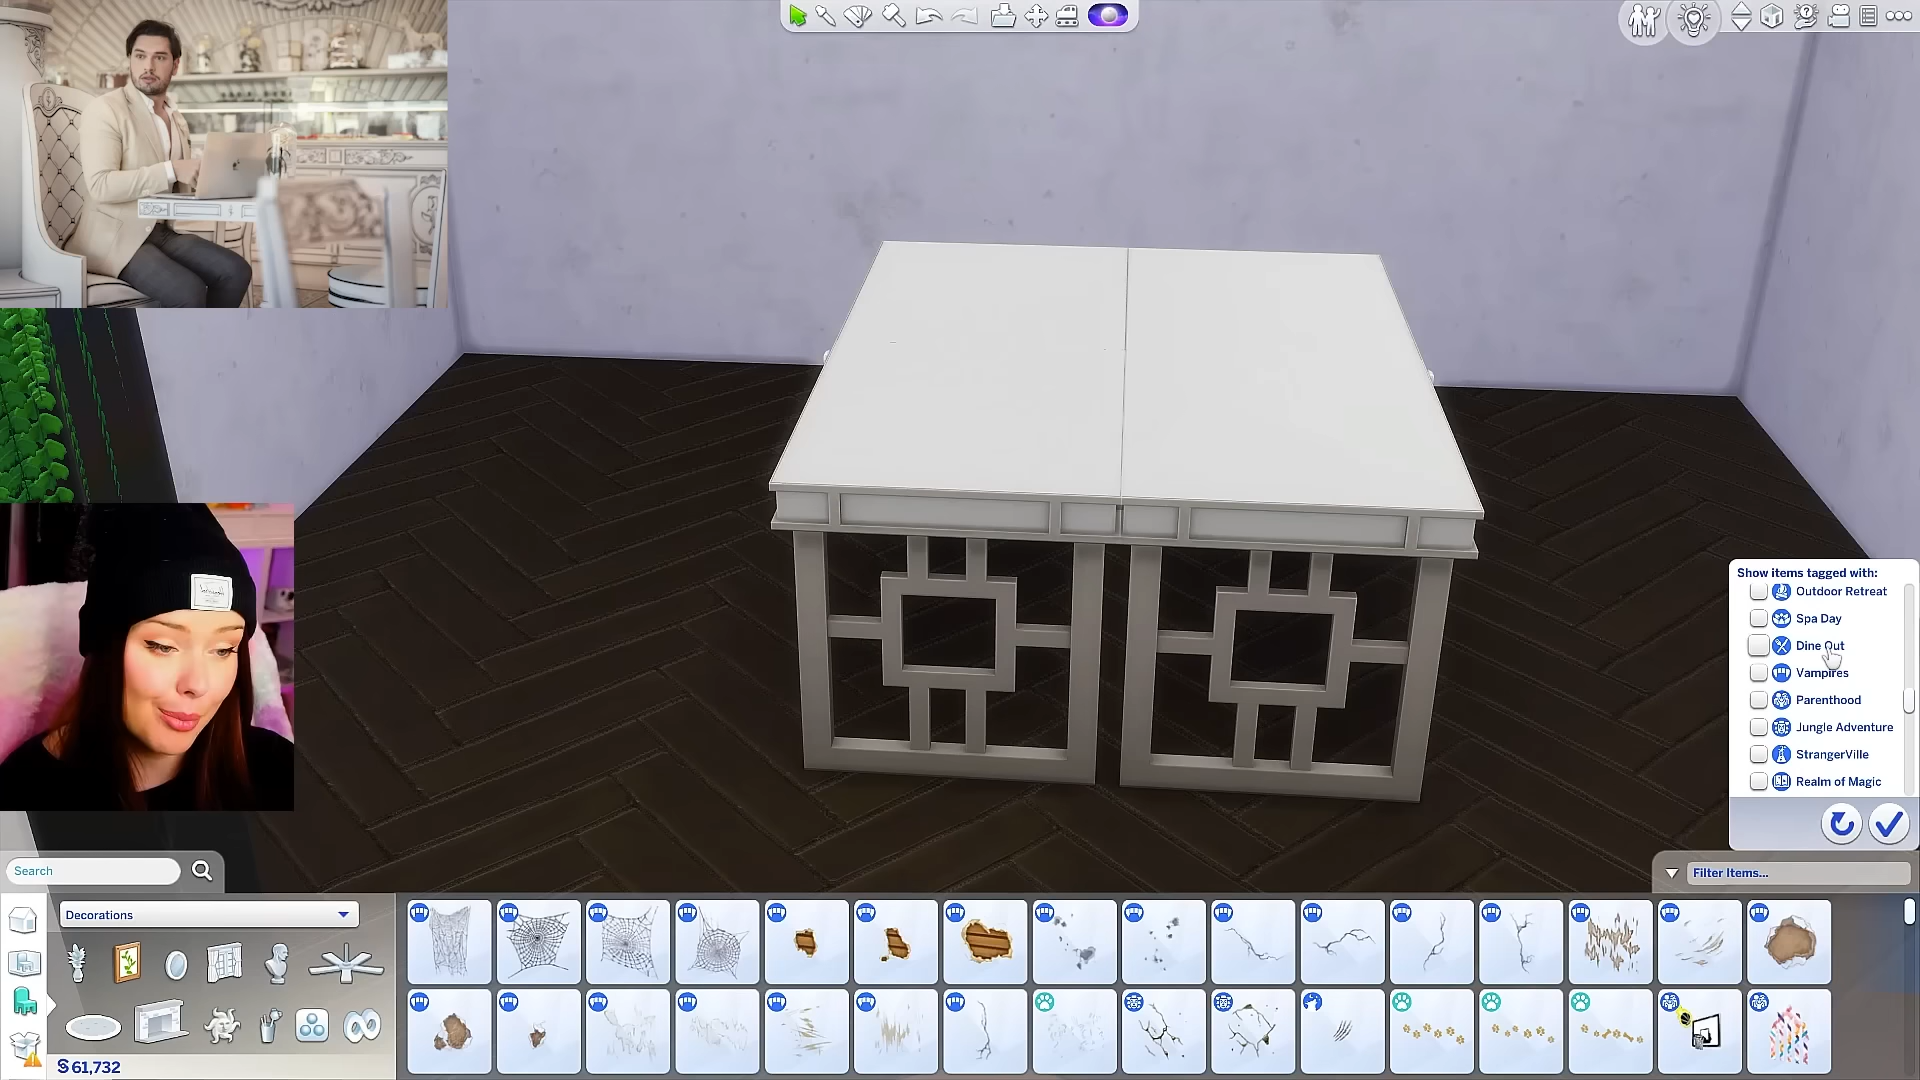 Show items tagged with:
Outdoor Retreat
Spa Day
Dine Out
Vampires
Parenthood
Jungle Adventure
StrangerVille
Realm of Magic
Search
Filter Items...
Decorations
§61,732